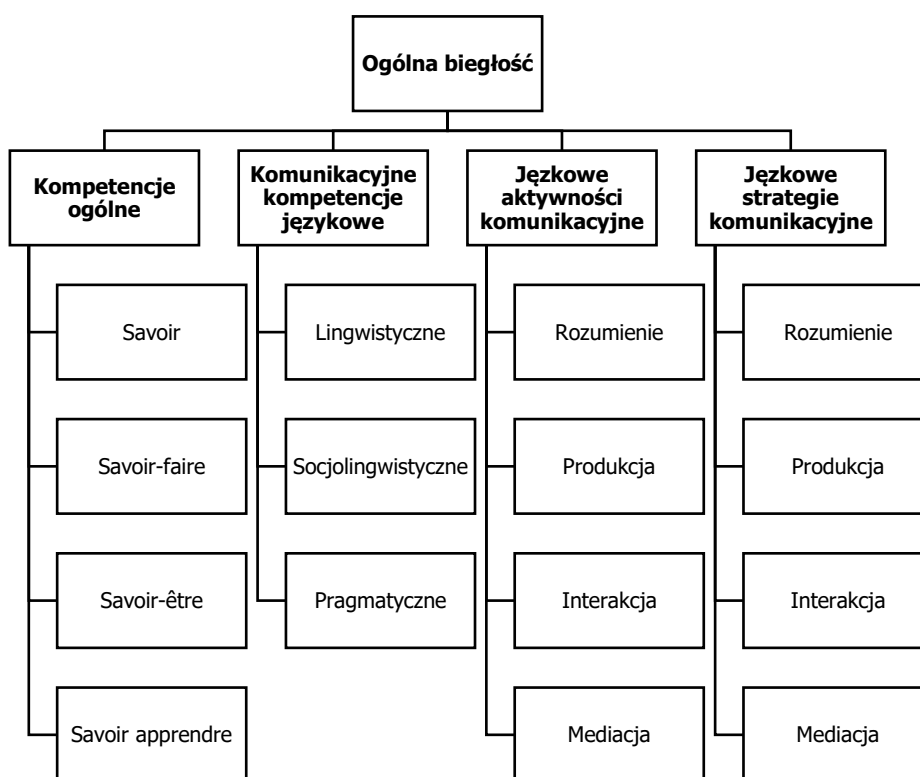 Ogólna biegłość
Kompetencje
ogólne
Komunikacyjne
kompetencje
językowe
Języкowe
aktywności
komunikacyjne
Językowe
strategie
komunikacyjne
Savoir
Lingwistyczne
Rozumienie
Rozumienie
Savoir-faire
Socjolingwistyczne
Produkcja
Produkcja
Savoir-être
Pragmatyczne
Interakcja
Interakcja
Savoir apprendre
Mediacja
Mediacja